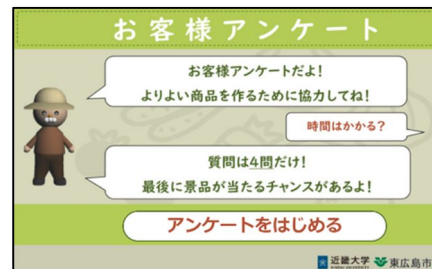 お客様アンケート
お客様アンケートだよ!
よりよい商品を作るために協力してね!
時間はかかる?
質問は4問だけ!
最後に景品が当たるチャンスがあるよ!
アンケートをはじめる
近畿大学 東広島市